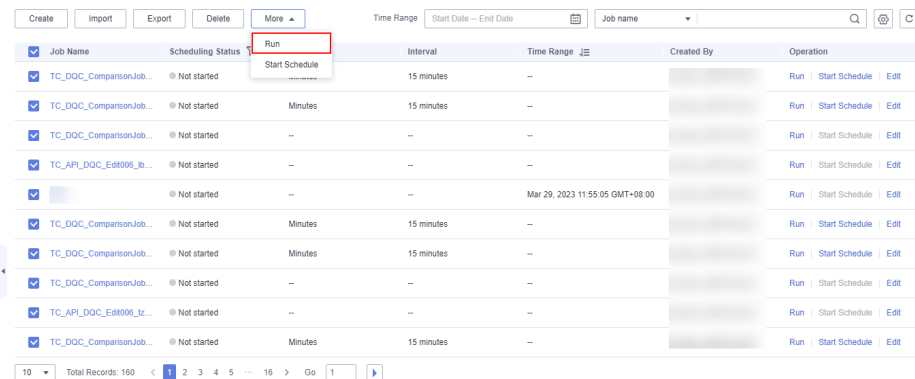 Create Import Export Delete More Time Range Start Date – End Date Job name
Run
Start Schedule
Job Name Scheduling Status Interval Time Range Created By Operation
TC_DQC_ComparisonJob... Not started Minutes 15 minutes -- Run Start Schedule Edit
TC_DQC_ComparisonJob... Not started Minutes 15 minutes -- Run Start Schedule Edit
TC_DQC_ComparisonJob... Not started -- -- -- Run Start Schedule Edit
TC_API_DQC_Edit006_lb... Not started -- -- -- Run Start Schedule Edit
Not started -- -- Mar 29, 2023 11:55:05 GMT+08:00 Run Start Schedule Edit
TC_DQC_ComparisonJob... Not started Minutes 15 minutes -- Run Start Schedule Edit
TC_DQC_ComparisonJob... Not started Minutes 15 minutes -- Run Start Schedule Edit
TC_DQC_ComparisonJob... Not started -- -- -- Run Start Schedule Edit
TC_API_DQC_Edit006_tz... Not started -- -- -- Run Start Schedule Edit
TC_DQC_ComparisonJob... Not started Minutes 15 minutes -- Run Start Schedule Edit
10 Total Records: 160 < 1 2 3 4 5 ... 16 > Go 1